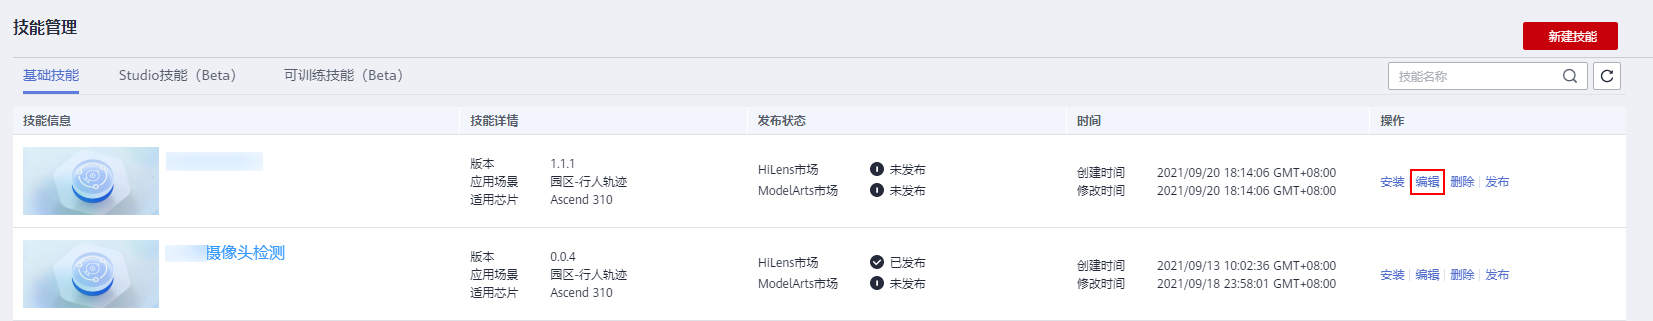 技能管理
新建技能
基础技能 Studio技能（Beta） 可训练技能（Beta） 技能名称
技能信息 技能详情 发布状态 时间 操作
版本 1.1.1
应用场景 园区-行人轨迹
适用芯片 Ascend 310
HiLens市场 未发布
ModelArts市场 未发布
创建时间 2021/09/20 18:14:06 GMT+08:00
修改时间 2021/09/20 18:14:06 GMT+08:00
安装 编辑 删除 发布
摄像头检测
版本 0.0.4
应用场景 园区-行人轨迹
适用芯片 Ascend 310
HiLens市场 已发布
ModelArts市场 未发布
创建时间 2021/09/13 10:02:36 GMT+08:00
修改时间 2021/09/18 23:58:01 GMT+08:00
安装 编辑 删除 发布